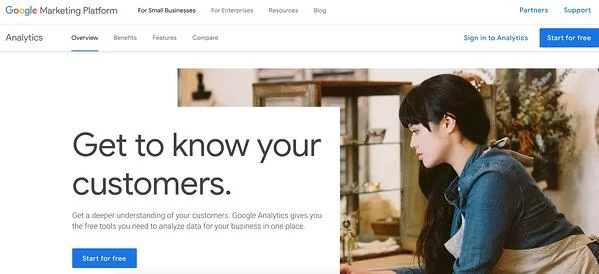 Google Marketing Platform
For Small Businesses
For Enterprises
Resources
Blog
Partners
Support
Analytics
Overview
Benefits
Features
Compare
Sign in to Analytics
Start for free
Get to know your
customers.
Get a deeper understanding of your customers. Google Analytics gives you
the free tools you need to analyze data for your business in one place.
Start for free